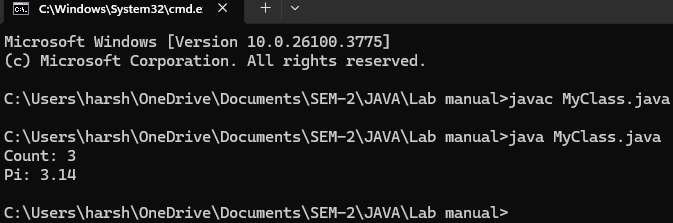 C:\Windows\System32\cmd.e
Microsoft Windows [Version 10.0.26100.3775]
(c) Microsoft Corporation. All rights reserved.
C:\Users\harsh\OneDrive\Documents\SEM-2\JAVA\Lab manual>javac MyClass.java
C:\Users\harsh\OneDrive\Documents\SEM-2\JAVA\Lab manual>java MyClass.java
Count: 3
Pi: 3.14
C:\Users\harsh\OneDrive\Documents\SEM-2\JAVA\Lab manual>